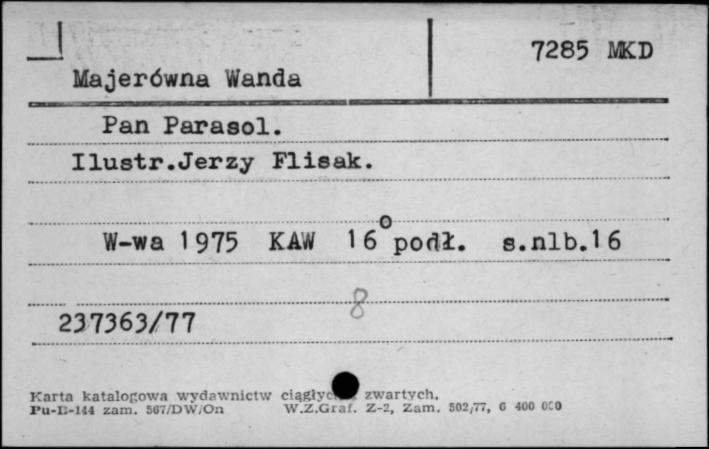 7285 MKD
Majerówna Wanda
Pan Parasol.
Ilustr.Jerzy Flisak.
W-wa 1975 KAW 16° podł. s.nlb.16
8
237363/77
Karta katalogowa wydawnictw zwartych.
Pu-B-144 zam. 567/DW/On W.Z.Graf. Z-2, Zam. 502/77, 6 400 000